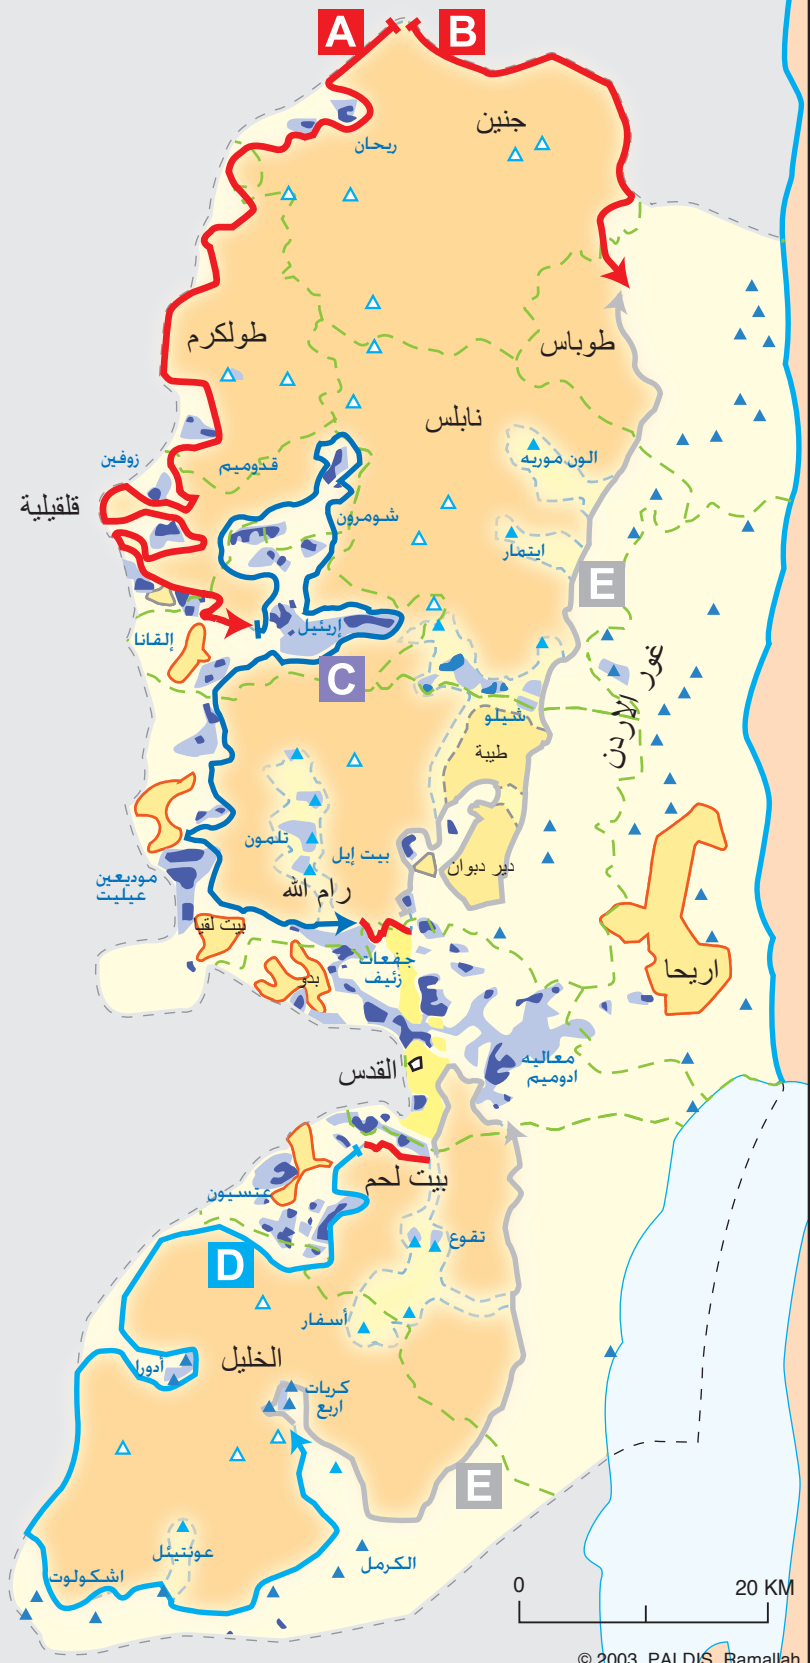 A
B
جنين
ريحان
طولكرم
طوباس
نابلس
زوفين
قدوميم
الون موريه
قلقيلية
شومرون
ايتمار
E
إلقانا
إريئيل
C
غور الاردن
شيلو
طيبة
تلمون
بيت إيل
دير دبوان
موديعين
عيليت
رام الله
بيت لقيا
جفعات
زئيف
بدو
اريحا
القدس
معاليه
ادوميم
بيت لحم
عتسيون
تقوع
D
أسفار
الخليل
أدورا
كريات
اربع
E
عوتنيئل
الكرمل
اشكولوت
0
20 KM
© 2003 PALDIS, Ramallah